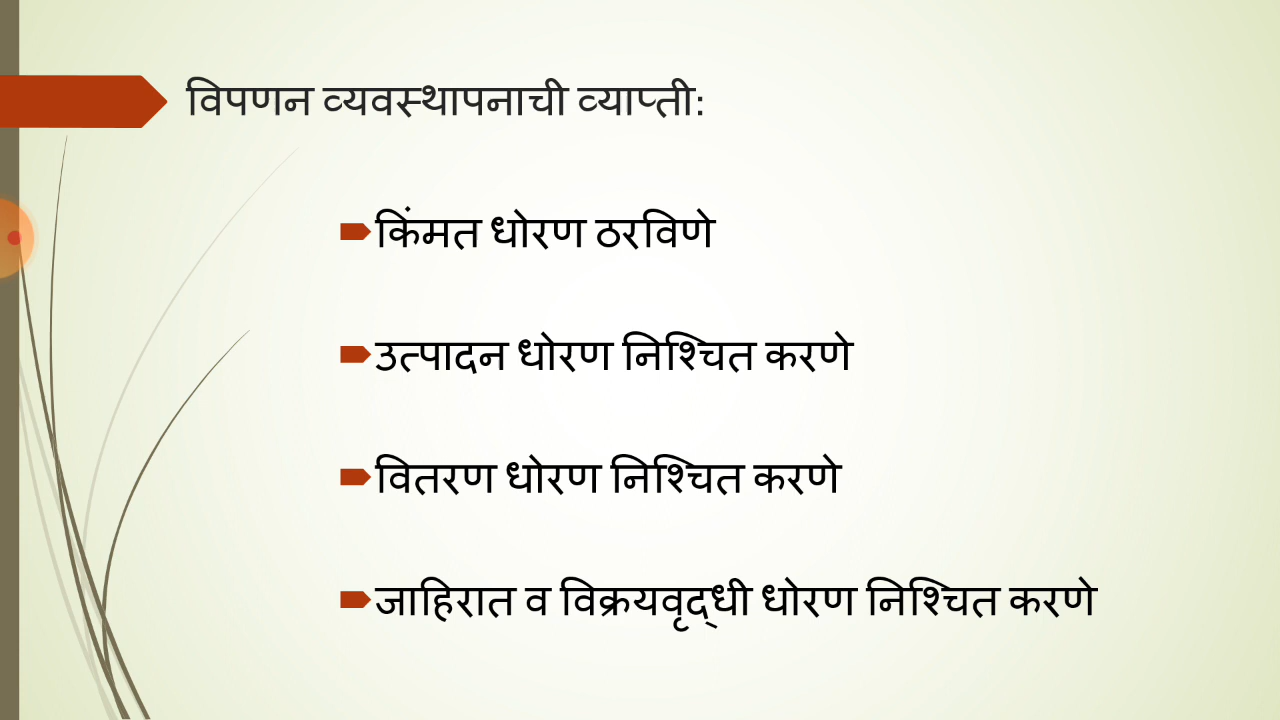 विपणन व्यवस्थापनाची व्याप्ती:
किंमत धोरण ठरविणे
उत्पादन धोरण निश्चित करणे
वितरण धोरण निश्चित करणे
जाहिरात व विक्रयवृद्‌धी धोरण निश्चित करणे